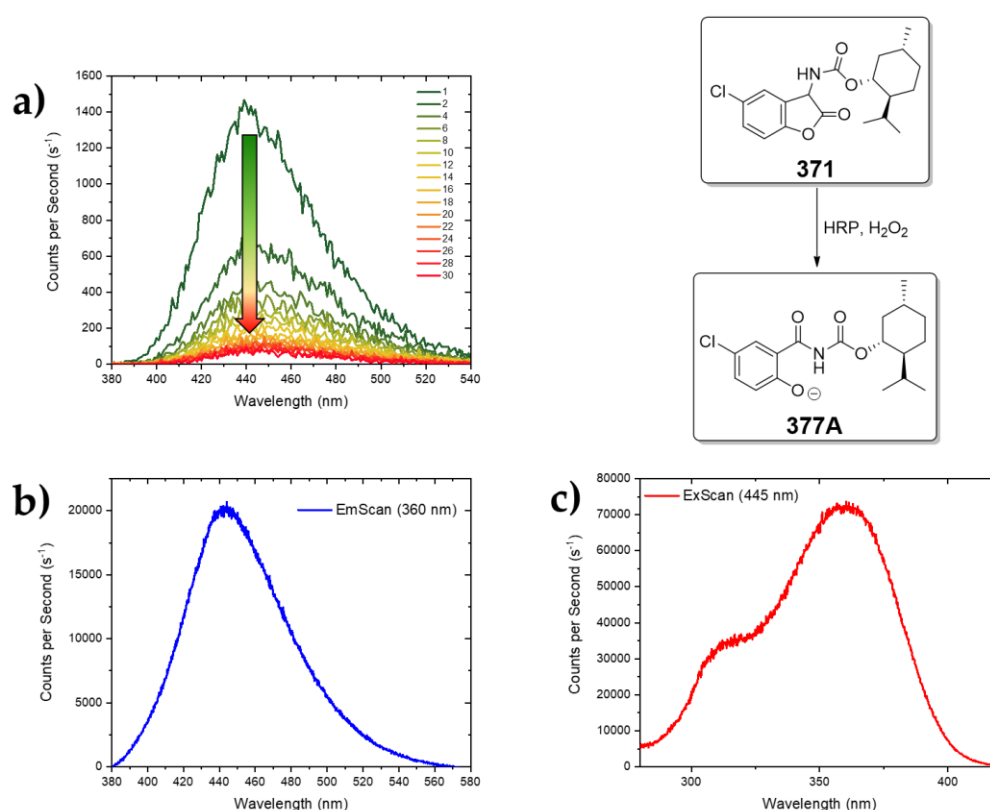 a)
1600
1400
1200
1000
800
600
400
200
0
380 400 420 440 460 480 500 520 540
Counts per Second (s⁻¹)
Wavelength (nm)
1
2
4
6
8
10
12
14
16
18
20
22
24
26
28
30
Cl
HN
O
O
O
O
371
HRP, H₂O₂
Cl
O
O
N
H
O
O ⊖
377A
b)
20000
15000
10000
5000
0
380 400 420 440 460 480 500 520 540 560 580
Counts per Second (s⁻¹)
Wavelength (nm)
EmScan (360 nm)
c)
80000
70000
60000
50000
40000
30000
20000
10000
0
300 350 400
Counts per Second (s⁻¹)
Wavelength (nm)
ExScan (445 nm)